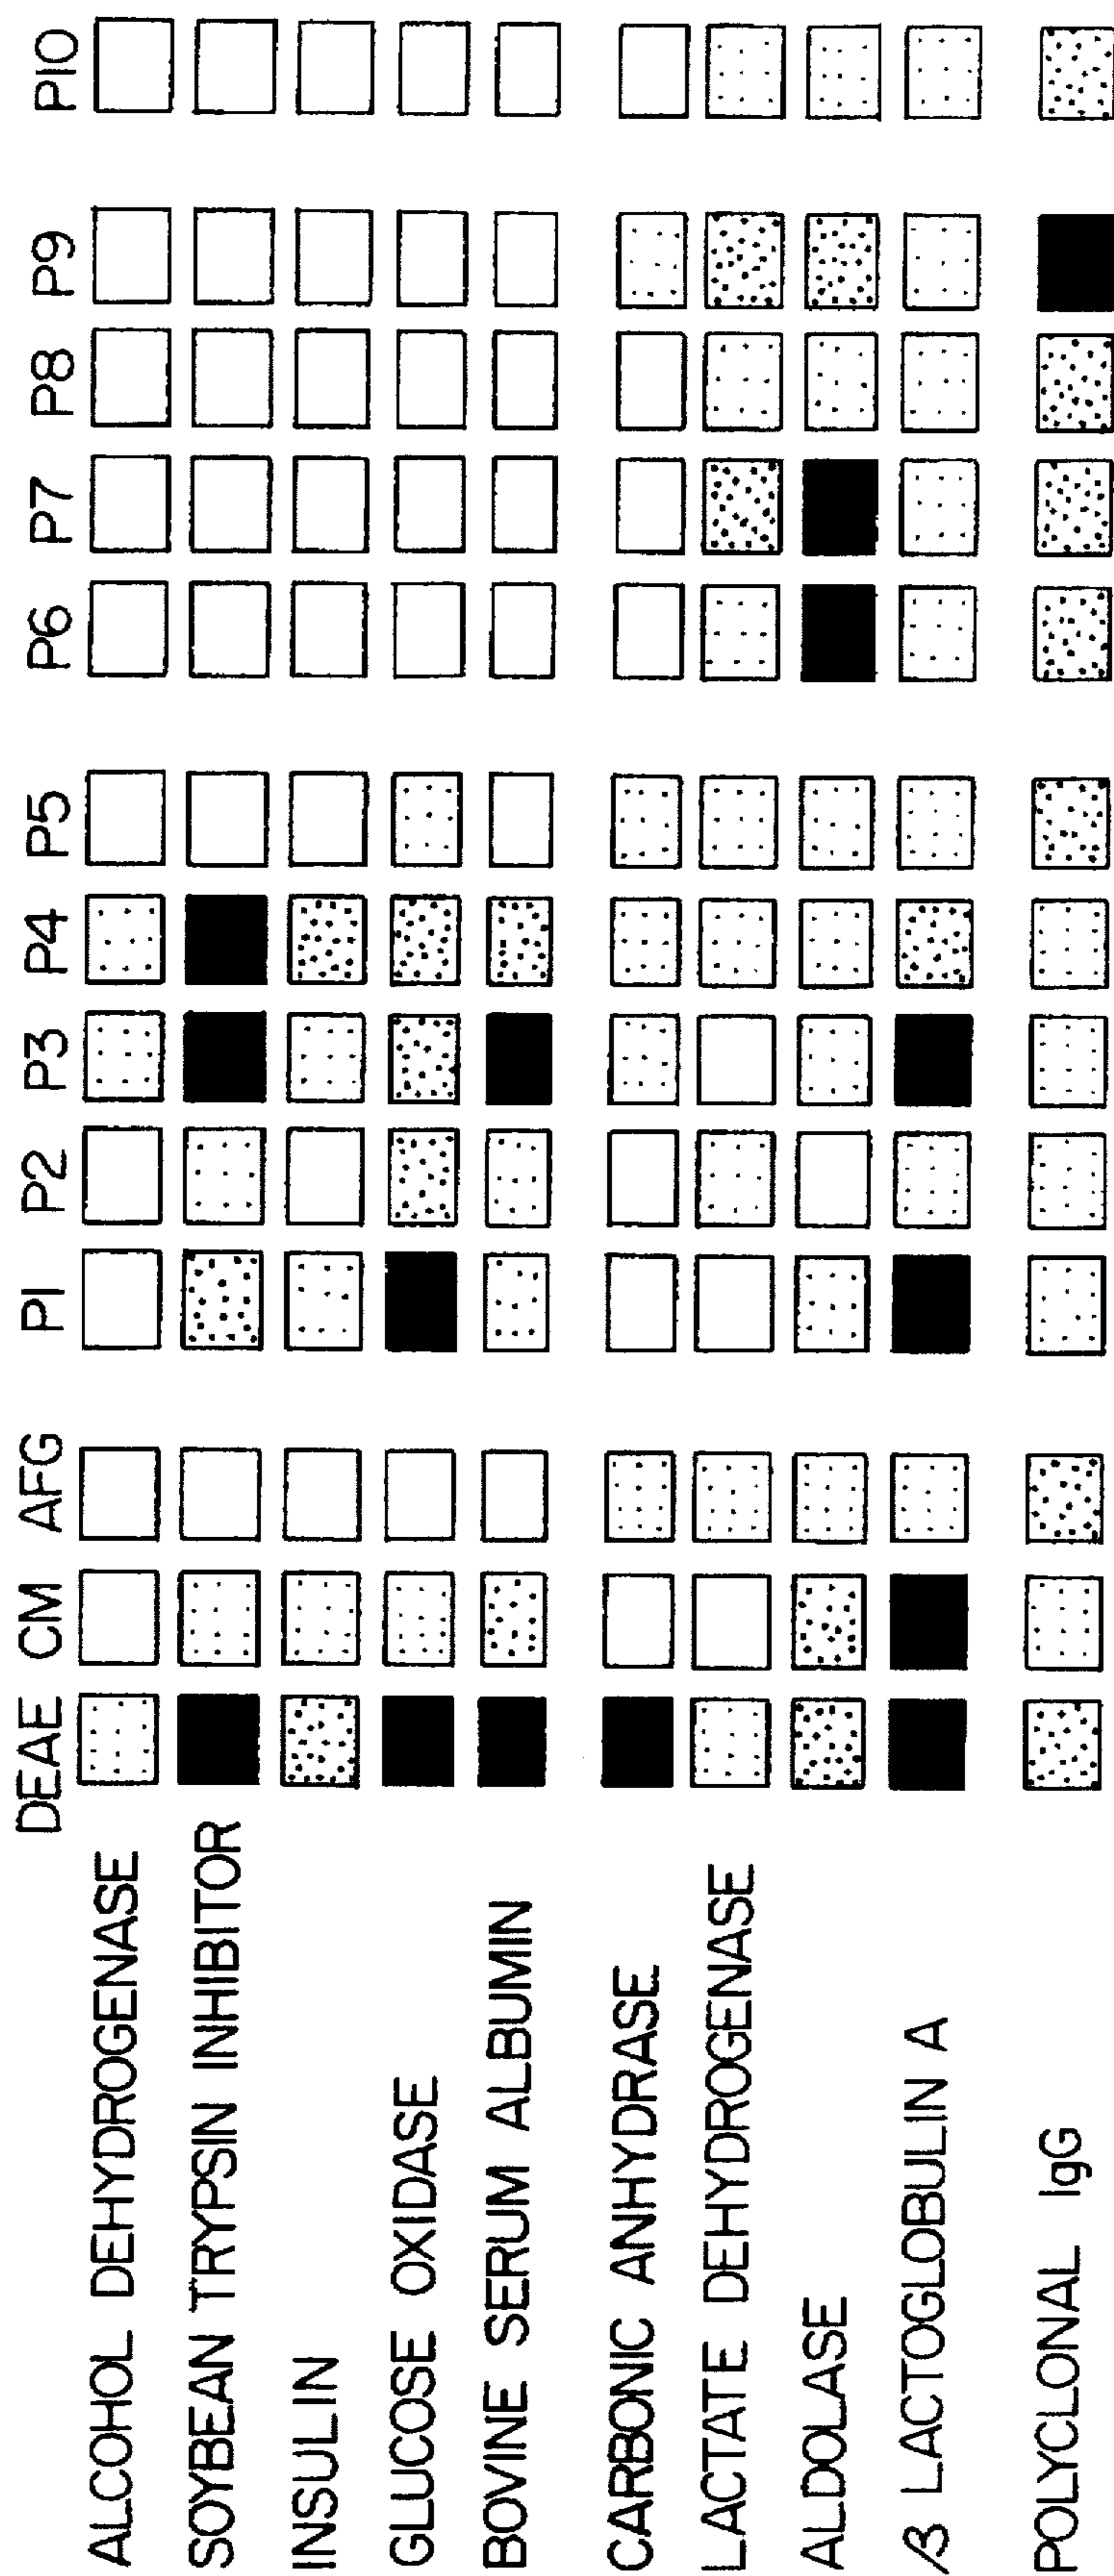 DEAE CM AFG P1 P2 P3 P4 P5 P6 P7 P8 P9 P10
ALCOHOL DEHYDROGENASE
SOYBEAN TRYPSIN INHIBITOR
INSULIN
GLUCOSE OXIDASE
BOVINE SERUM ALBUMIN
CARBONIC ANHYDRASE
LACTATE DEHYDROGENASE
ALDOLASE
β LACTOGLOBULIN A
POLYCLONAL IgG